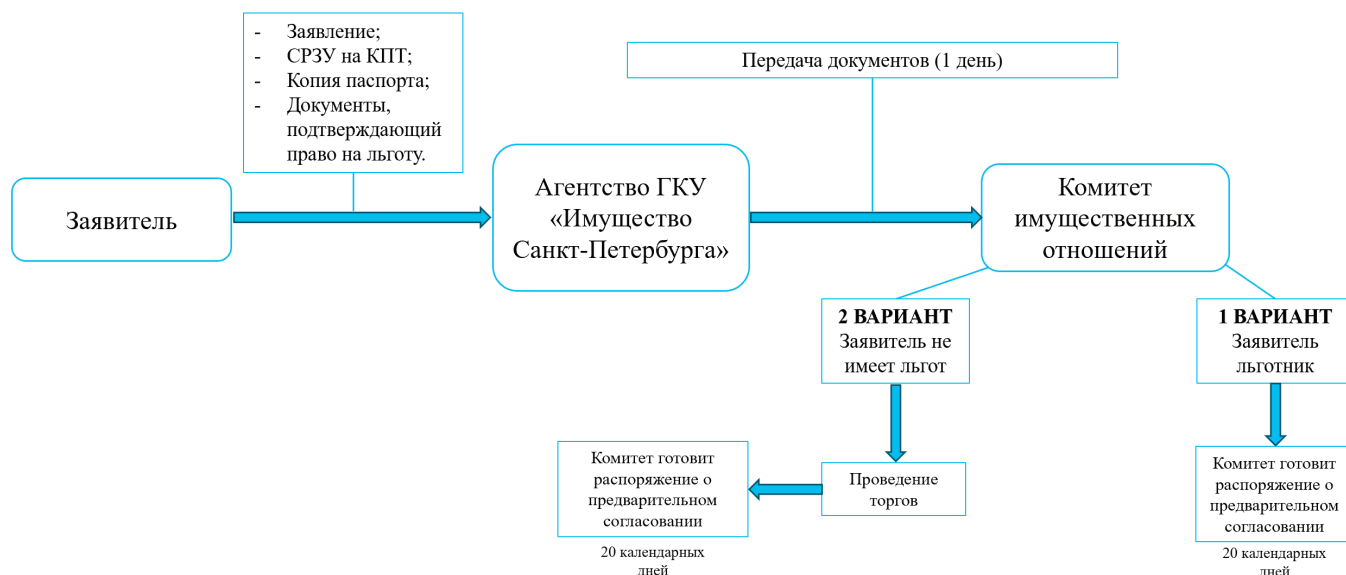 - Заявление;
- СРЗУ на КПТ;
- Копия паспорта;
- Документы,
подтверждающий
право на льготу.
Передача документов (1 день)
Заявитель
Агентство ГКУ
«Имущество
Санкт-Петербурга»
Комитет
имущественных
отношений
2 ВАРИАНТ
Заявитель не
имеет льгот
1 ВАРИАНТ
Заявитель
льготник
Комитет готовит
распоряжение о
предварительном
согласовании
Проведение
торгов
Комитет готовит
распоряжение о
предварительном
согласовании
20 календарных
дней
20 календарных
дней